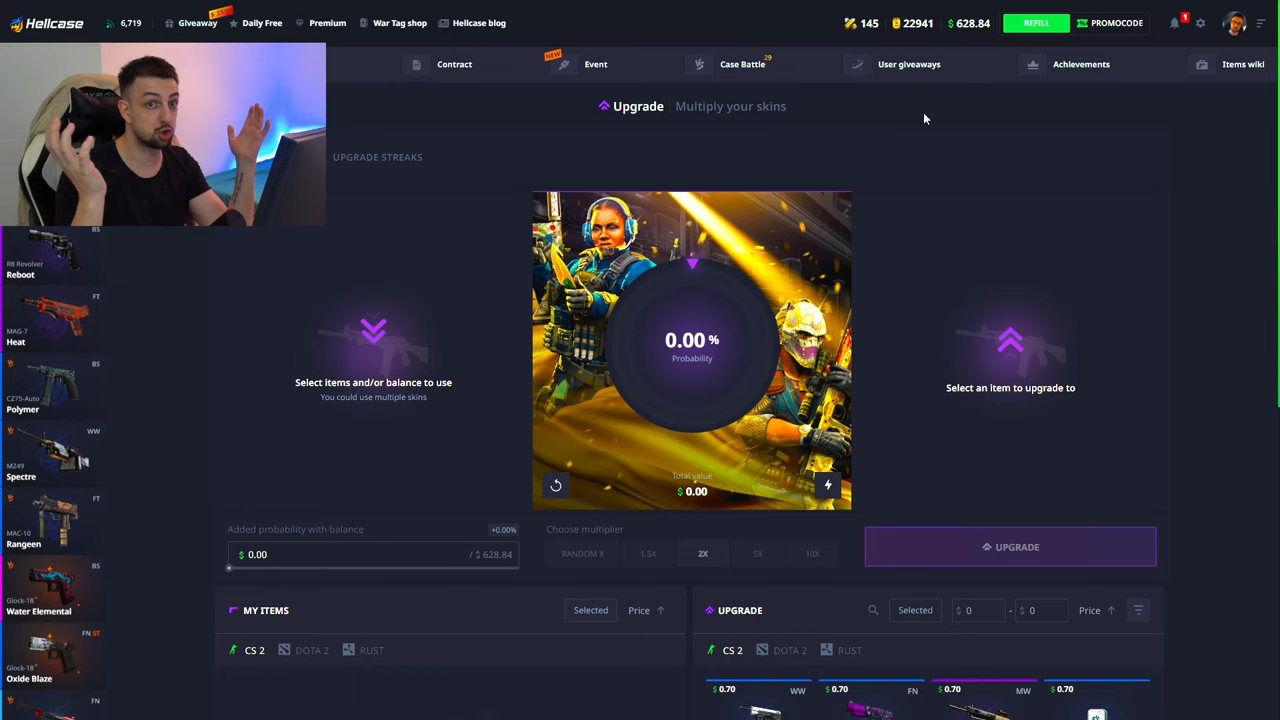 Hellcase
6,719
Giveaway
Daily Free
Premium
War Tag shop
Hellcase blog
145
22941
$ 628.84
REFILL
PROMOCODE
1
Contract
NEW
Event
Case Battle 29
User giveaways
Achievements
Items wiki
Upgrade
Multiply your skins
UPGRADE STREAKS
BS
R8 Revolver
Reboot
FT
MAG-7
Heat
BS
CZ75-Auto
Polymer
WW
M249
Spectre
FT
MAC-10
Rangeen
BS
Glock-18
Water Elemental
FN ST
Glock-18
Oxide Blaze
FN
Select items and/or balance to use
You could use multiple skins
0.00 %
Probability
Total value
$ 0.00
Select an item to upgrade to
Added probability with balance
+0.00%
$ 0.00
/ $ 628.84
Choose multiplier
RANDOM X
1.5X
2X
5X
10X
UPGRADE
MY ITEMS
Selected
Price
CS 2
DOTA 2
RUST
UPGRADE
Selected
$ 0
-
$ 0
Price
CS 2
DOTA 2
RUST
$ 0.70
WW
$ 0.70
FN
$ 0.70
MW
$ 0.70